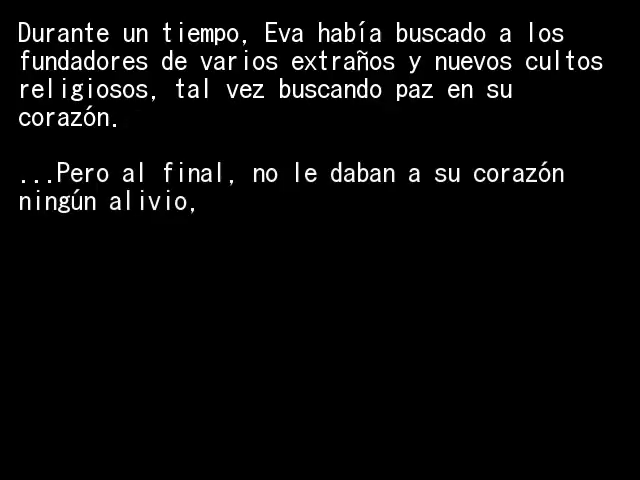 Durante un tiempo, Eva había buscado a los
fundadores de varios extraños y nuevos cultos
religiosos, tal vez buscando paz en su
corazón.
...Pero al final, no le daban a su corazón
ningún alivio,